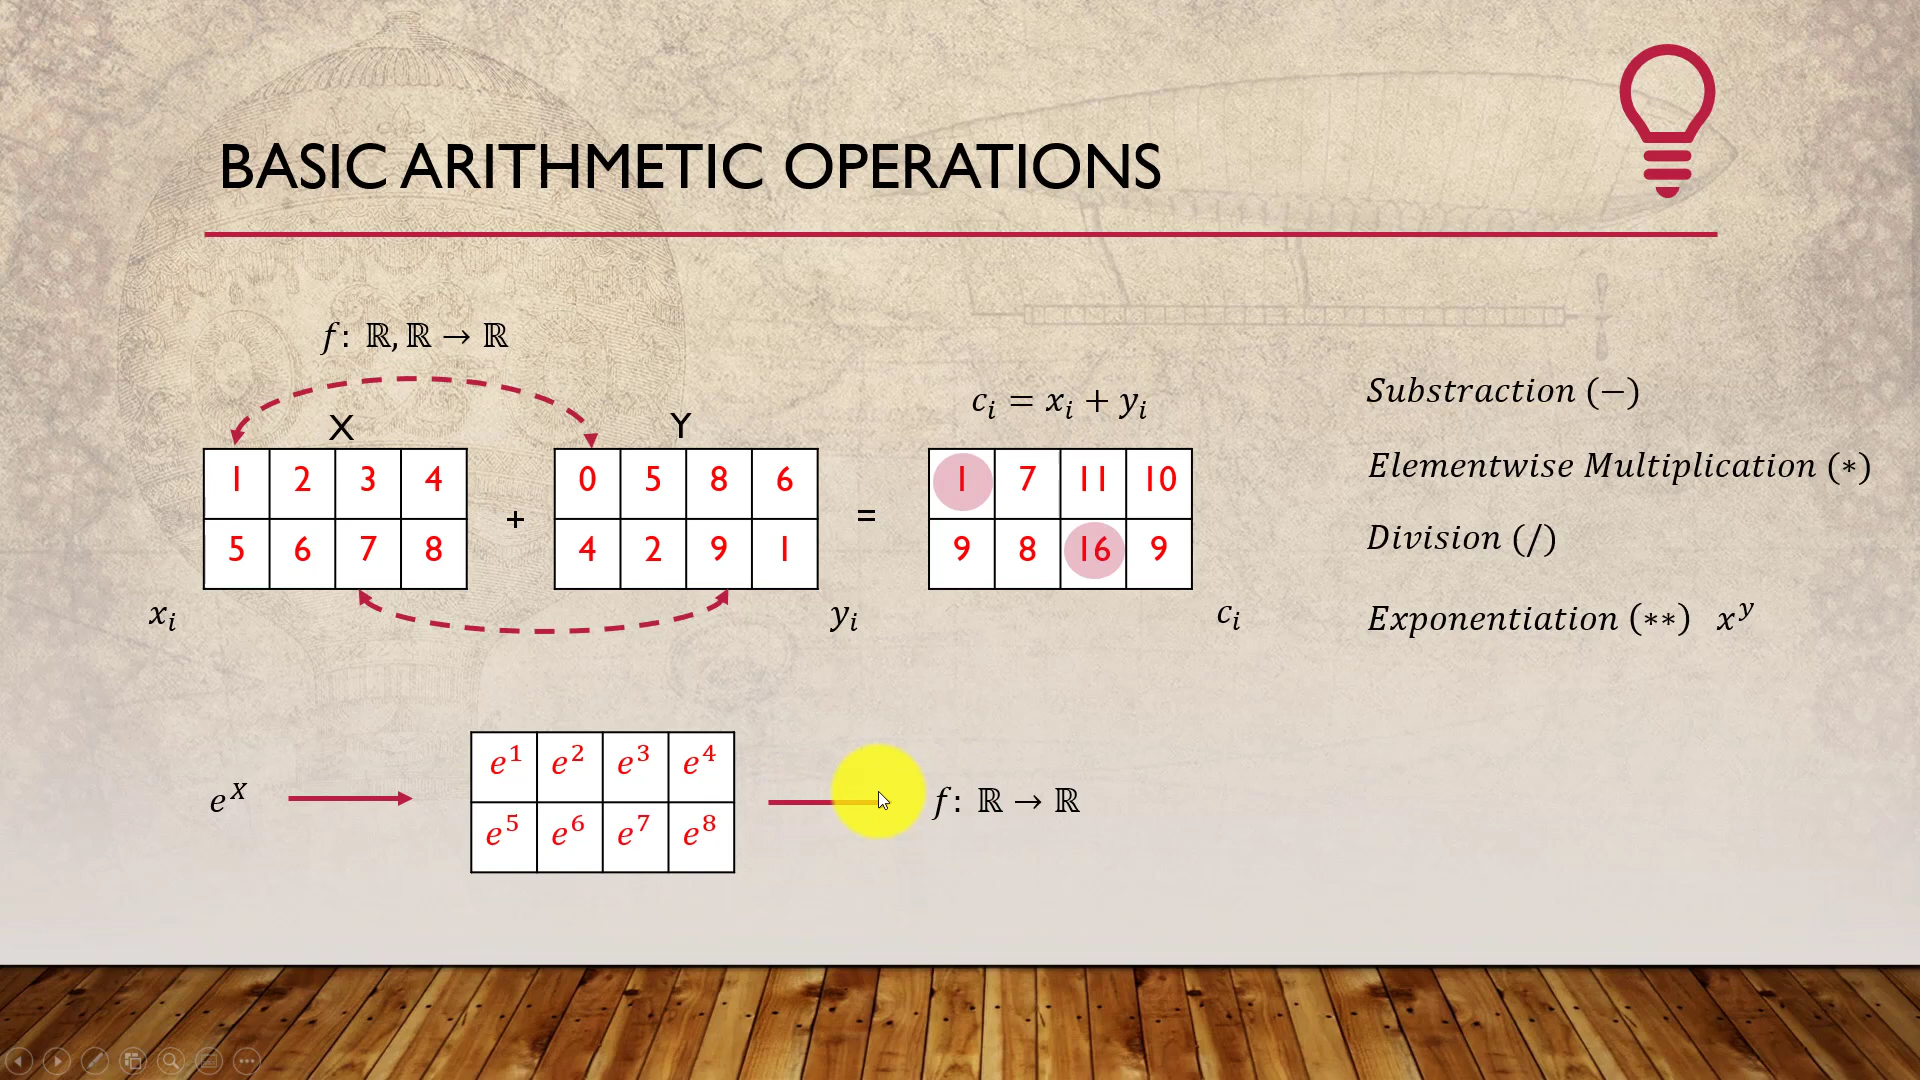 BASIC ARITHMETIC OPERATIONS
f: ℝ, ℝ → ℝ
X
Y
c_i = x_i + y_i
1 2 3 4
5 6 7 8
+
0 5 8 6
4 2 9 1
=
1 7 11 10
9 8 16 9
x_i
y_i
c_i
Substraction (−)
Elementwise Multiplication (∗)
Division (/)
Exponentiation (∗∗) x^y
e^X
e^1 e^2 e^3 e^4
e^5 e^6 e^7 e^8
f: ℝ → ℝ